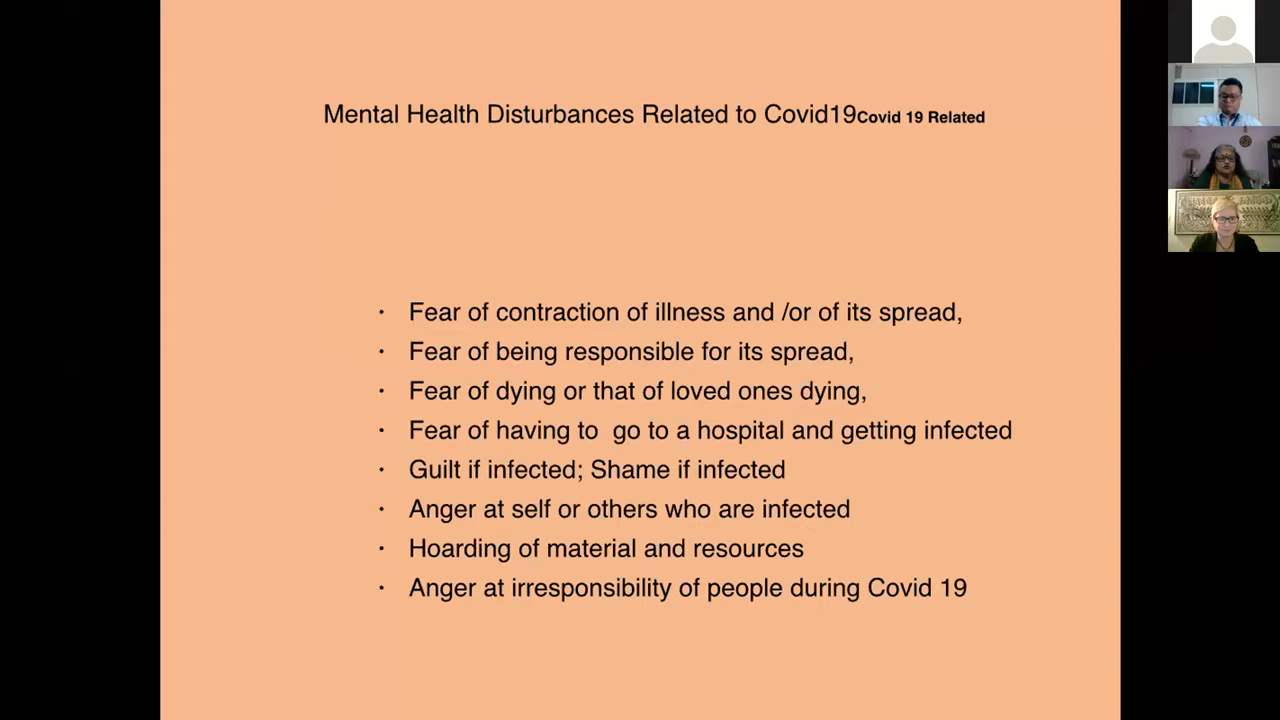 Mental Health Disturbances Related to Covid19Covid 19 Related
· Fear of contraction of illness and /or of its spread,
· Fear of being responsible for its spread,
· Fear of dying or that of loved ones dying,
· Fear of having to  go to a hospital and getting infected
· Guilt if infected; Shame if infected
· Anger at self or others who are infected
· Hoarding of material and resources
· Anger at irresponsibility of people during Covid 19